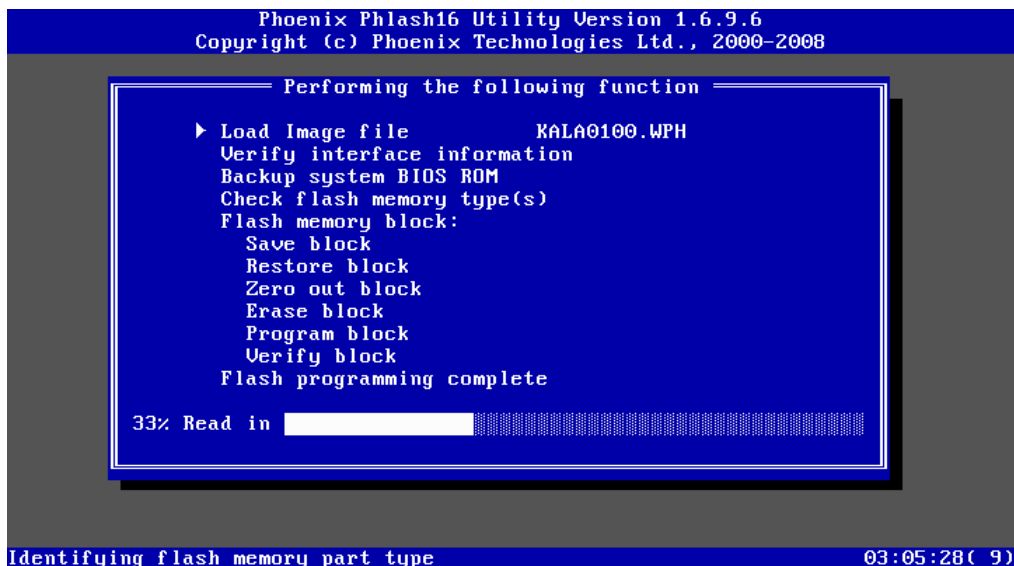 Phoenix Phlash16 Utility Version 1.6.9.6
Copyright (c) Phoenix Technologies Ltd., 2000-2008
Performing the following function
Load Image file KALA0100.WPH
Verify interface information
Backup system BIOS ROM
Check flash memory type(s)
Flash memory block:
Save block
Restore block
Zero out block
Erase block
Program block
Verify block
Flash programming complete
33% Read in
Identifying flash memory part type 03:05:28( 9)